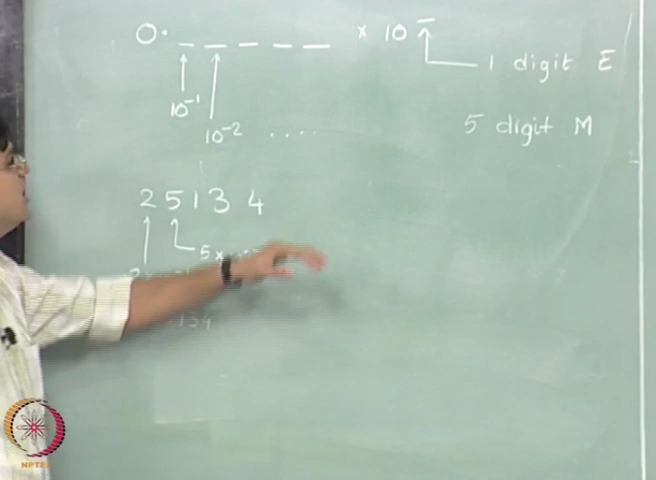 0. _ _ _ _ _ × 10 _
1 digit E
10⁻¹
10⁻² ....
5 digit M
2 5 1 3 4
5 ×
NPTEL